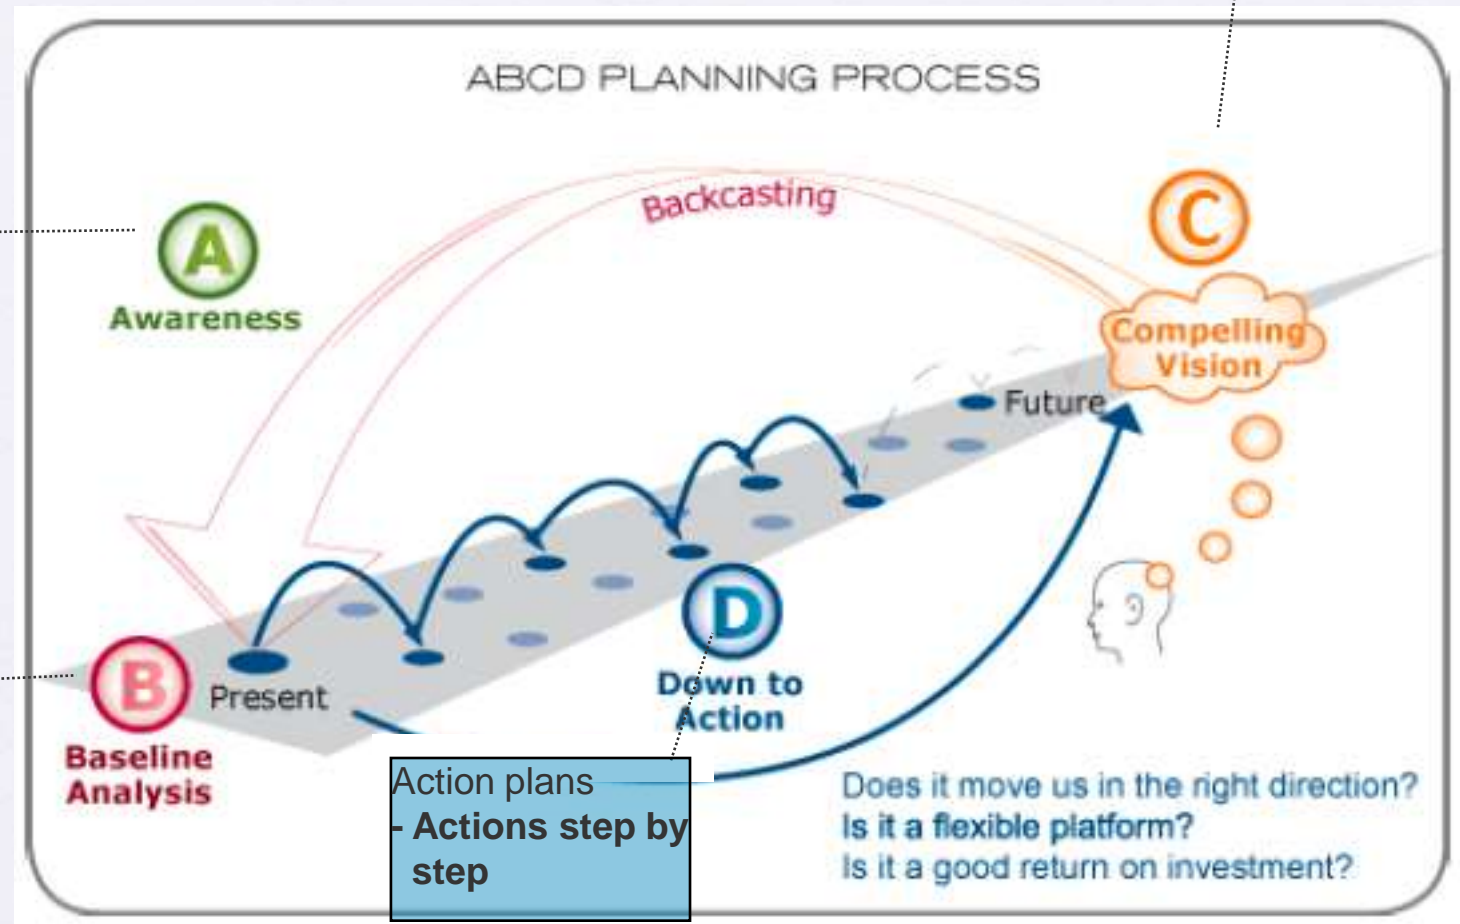 ABCD PLANNING PROCESS
Backcasting
A
Awareness
C
Compelling
Vision
Future
B
Present
Baseline
Analysis
D
Down to
Action
Action plans
- Actions step by
step
Does it move us in the right direction?
Is it a flexible platform?
Is it a good return on investment?